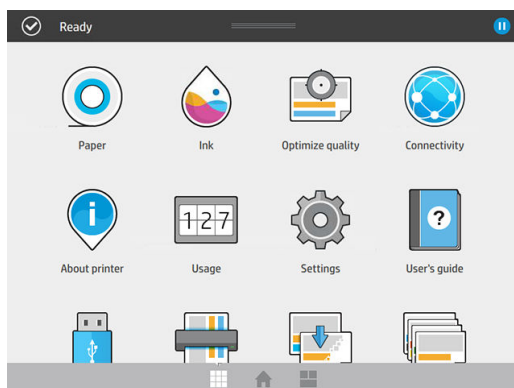 Ready
Paper
Ink
Optimize quality
Connectivity
i
About printer
127
Usage
Settings
?
User's guide